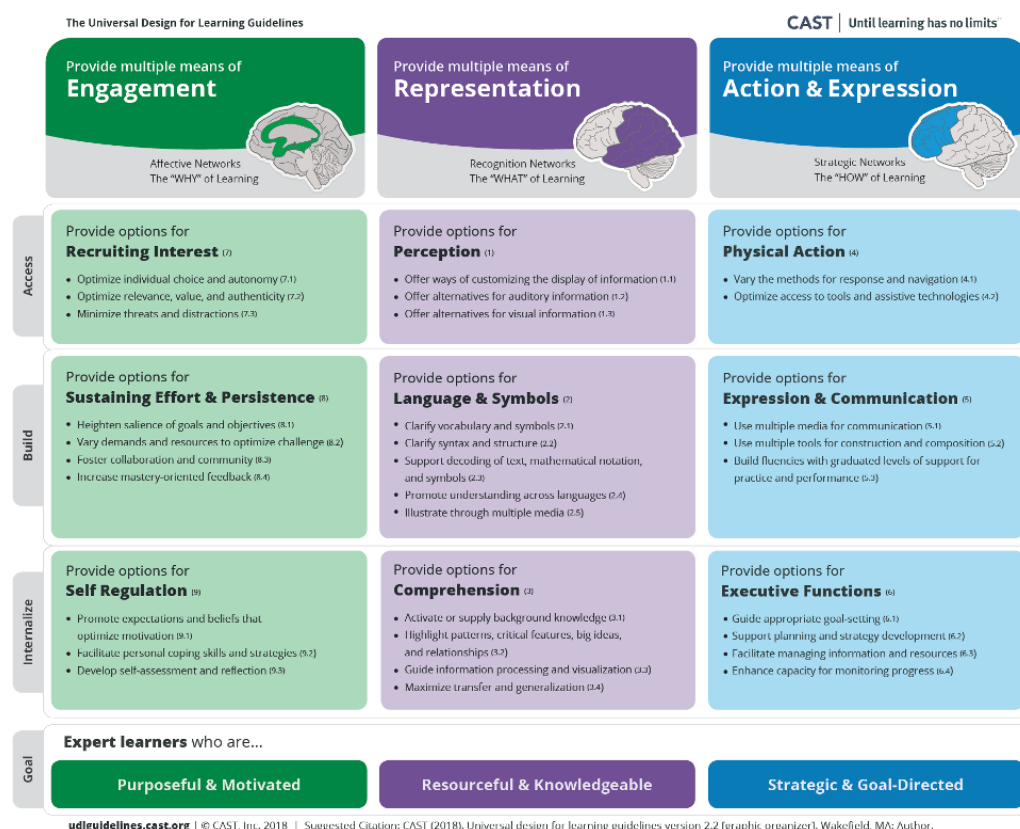 The Universal Design for Learning Guidelines
CAST | Until learning has no limits™
Provide multiple means of
Engagement
Affective Networks
The “WHY” of Learning
Provide multiple means of
Representation
Recognition Networks
The “WHAT” of Learning
Provide multiple means of
Action & Expression
Strategic Networks
The “HOW” of Learning
Access
Provide options for
Recruiting Interest (7)
• Optimize individual choice and autonomy (7.1)
• Optimize relevance, value, and authenticity (7.2)
• Minimize threats and distractions (7.3)
Provide options for
Perception (1)
• Offer ways of customizing the display of information (1.1)
• Offer alternatives for auditory information (1.2)
• Offer alternatives for visual information (1.3)
Provide options for
Physical Action (4)
• Vary the methods for response and navigation (4.1)
• Optimize access to tools and assistive technologies (4.2)
Build
Provide options for
Sustaining Effort & Persistence (8)
• Heighten salience of goals and objectives (8.1)
• Vary demands and resources to optimize challenge (8.2)
• Foster collaboration and community (8.3)
• Increase mastery-oriented feedback (8.4)
Provide options for
Language & Symbols (2)
• Clarify vocabulary and symbols (2.1)
• Clarify syntax and structure (2.2)
• Support decoding of text, mathematical notation,
and symbols (2.3)
• Promote understanding across languages (2.4)
• Illustrate through multiple media (2.5)
Provide options for
Expression & Communication (5)
• Use multiple media for communication (5.1)
• Use multiple tools for construction and composition (5.2)
• Build fluencies with graduated levels of support for
practice and performance (5.3)
Internalize
Provide options for
Self Regulation (9)
• Promote expectations and beliefs that
optimize motivation (9.1)
• Facilitate personal coping skills and strategies (9.2)
• Develop self-assessment and reflection (9.3)
Provide options for
Comprehension (3)
• Activate or supply background knowledge (3.1)
• Highlight patterns, critical features, big ideas,
and relationships (3.2)
• Guide information processing and visualization (3.3)
• Maximize transfer and generalization (3.4)
Provide options for
Executive Functions (6)
• Guide appropriate goal-setting (6.1)
• Support planning and strategy development (6.2)
• Facilitate managing information and resources (6.3)
• Enhance capacity for monitoring progress (6.4)
Goal
Expert learners who are...
Purposeful & Motivated
Resourceful & Knowledgeable
Strategic & Goal-Directed
udlguidelines.cast.org | © CAST, Inc. 2018 | Suggested Citation: CAST (2018). Universal design for learning guidelines version 2.2 [graphic organizer]. Wakefield, MA: Author.